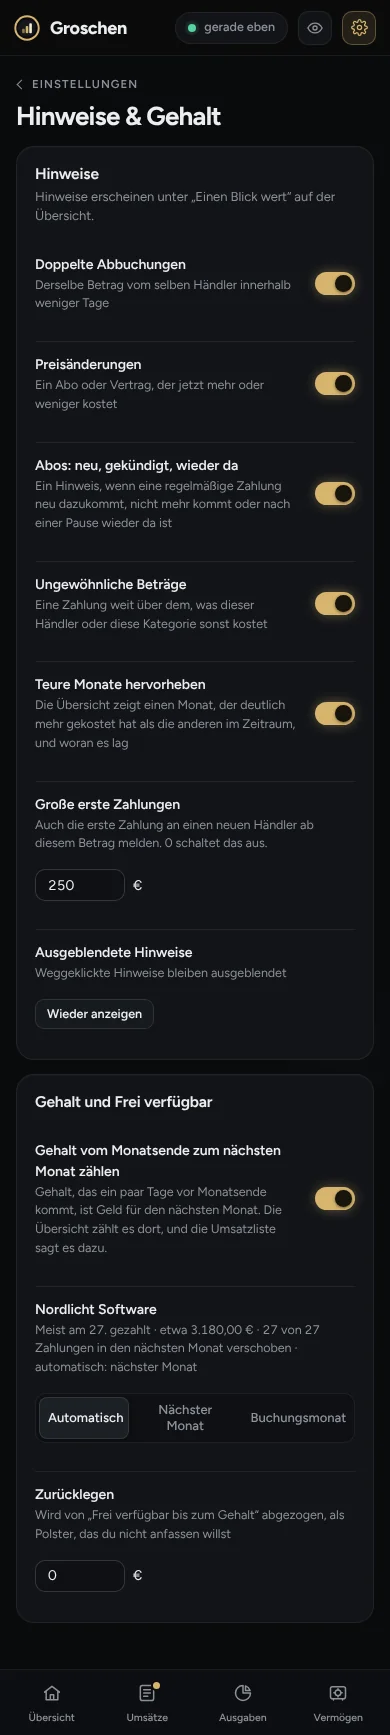 Groschen
gerade eben
EINSTELLUNGEN
Hinweise & Gehalt
Hinweise
Hinweise erscheinen unter „Einen Blick wert“ auf der
Übersicht.
Doppelte Abbuchungen
Derselbe Betrag vom selben Händler innerhalb
weniger Tage
Preisänderungen
Ein Abo oder Vertrag, der jetzt mehr oder
weniger kostet
Abos: neu, gekündigt, wieder da
Ein Hinweis, wenn eine regelmäßige Zahlung
neu dazukommt, nicht mehr kommt oder nach
einer Pause wieder da ist
Ungewöhnliche Beträge
Eine Zahlung weit über dem, was dieser
Händler oder diese Kategorie sonst kostet
Teure Monate hervorheben
Die Übersicht zeigt einen Monat, der deutlich
mehr gekostet hat als die anderen im Zeitraum,
und woran es lag
Große erste Zahlungen
Auch die erste Zahlung an einen neuen Händler ab
diesem Betrag melden. 0 schaltet das aus.
250 €
Ausgeblendete Hinweise
Weggeklickte Hinweise bleiben ausgeblendet
Wieder anzeigen
Gehalt und Frei verfügbar
Gehalt vom Monatsende zum nächsten
Monat zählen
Gehalt, das ein paar Tage vor Monatsende
kommt, ist Geld für den nächsten Monat. Die
Übersicht zählt es dort, und die Umsatzliste
sagt es dazu.
Nordlicht Software
Meist am 27. gezahlt · etwa 3.180,00 € · 27 von 27
Zahlungen in den nächsten Monat verschoben ·
automatisch: nächster Monat
Automatisch
Nächster
Monat
Buchungsmonat
Zurücklegen
Wird von „Frei verfügbar bis zum Gehalt“ abgezogen, als
Polster, das du nicht anfassen willst
0 €
Übersicht
Umsätze
Ausgaben
Vermögen